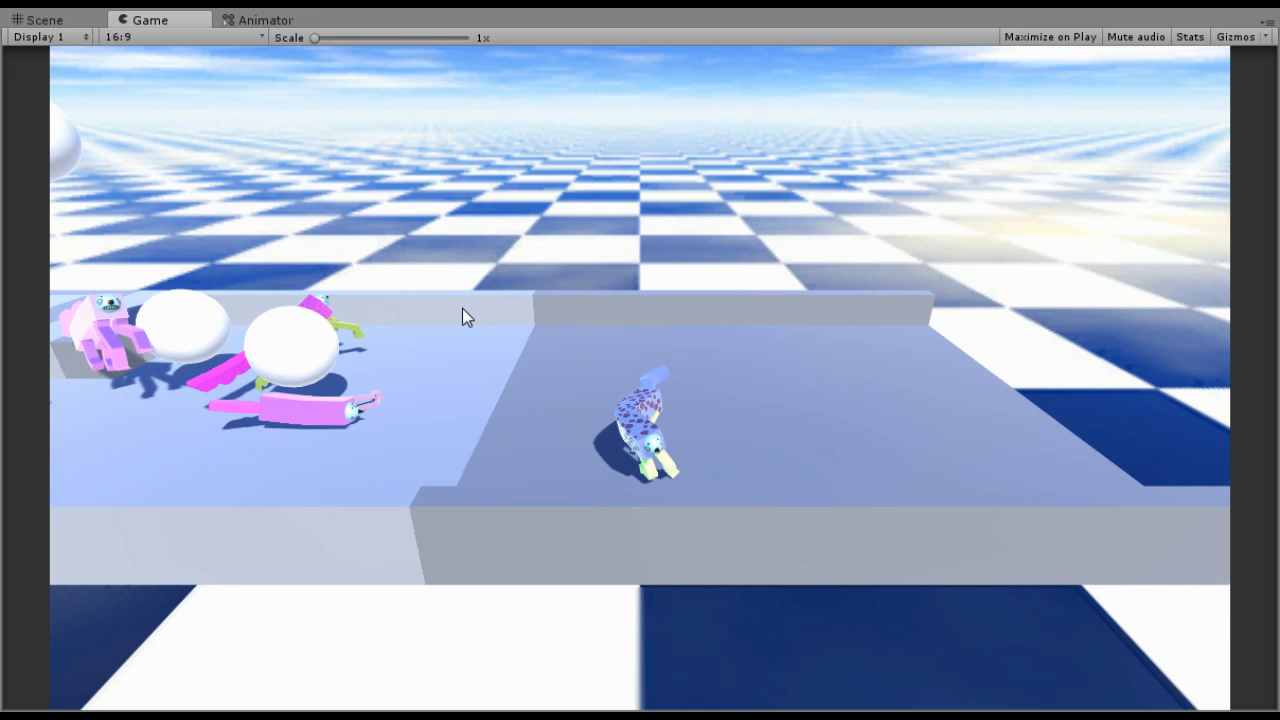 Scene Game Animator
Display 1 16:9 Scale 1x Maximize on Play Mute audio Stats Gizmos